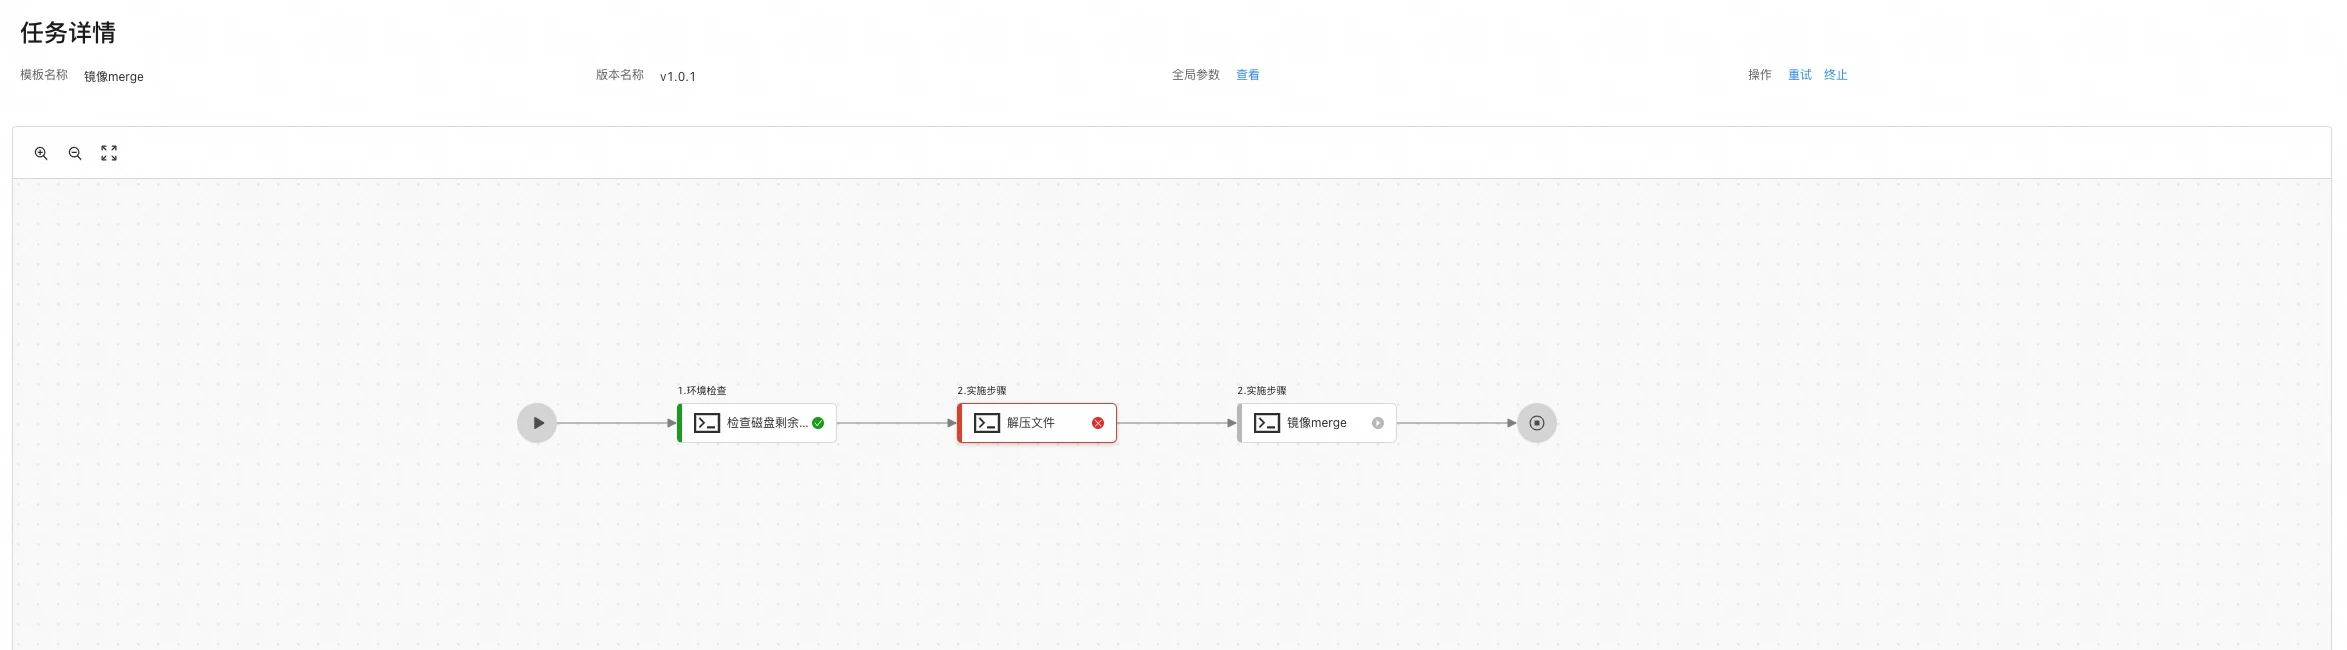 任务详情
模板名称 镜像merge 版本名称 v1.0.1 全局参数 查看 操作 重试 终止
1.环境检查 2.实施步骤 2.实施步骤
检查磁盘剩余... 解压文件 镜像merge